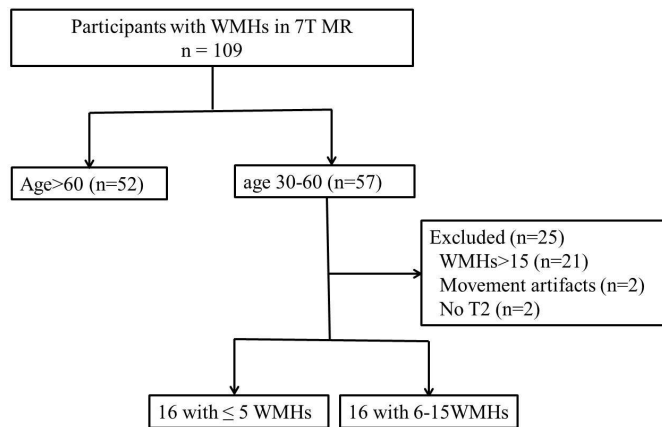 Participants with WMHs in 7T MR
n = 109
Age>60 (n=52)
age 30-60 (n=57)
Excluded (n=25)
WMHs>15 (n=21)
Movement artifacts (n=2)
No T2 (n=2)
16 with ≤ 5 WMHs
16 with 6-15WMHs